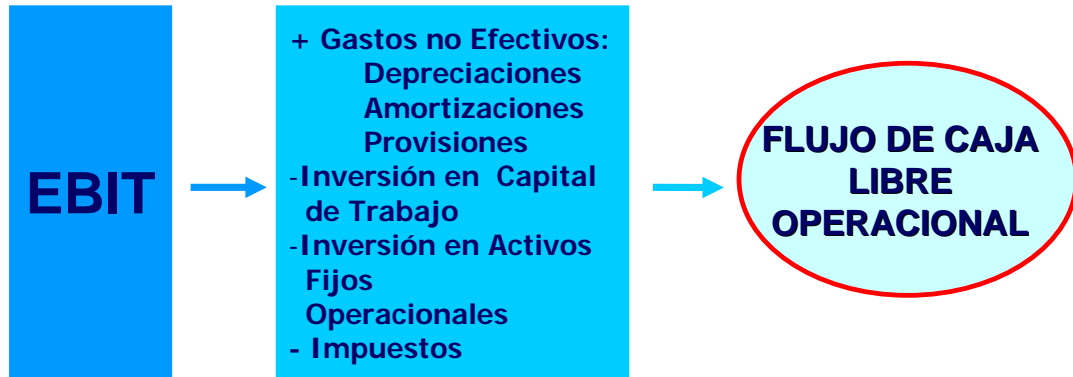 EBIT
+ Gastos no Efectivos:
Depreciaciones
Amortizaciones
Provisiones
-Inversión en Capital
de Trabajo
-Inversión en Activos
Fijos
Operacionales
- Impuestos
FLUJO DE CAJA
LIBRE
OPERACIONAL